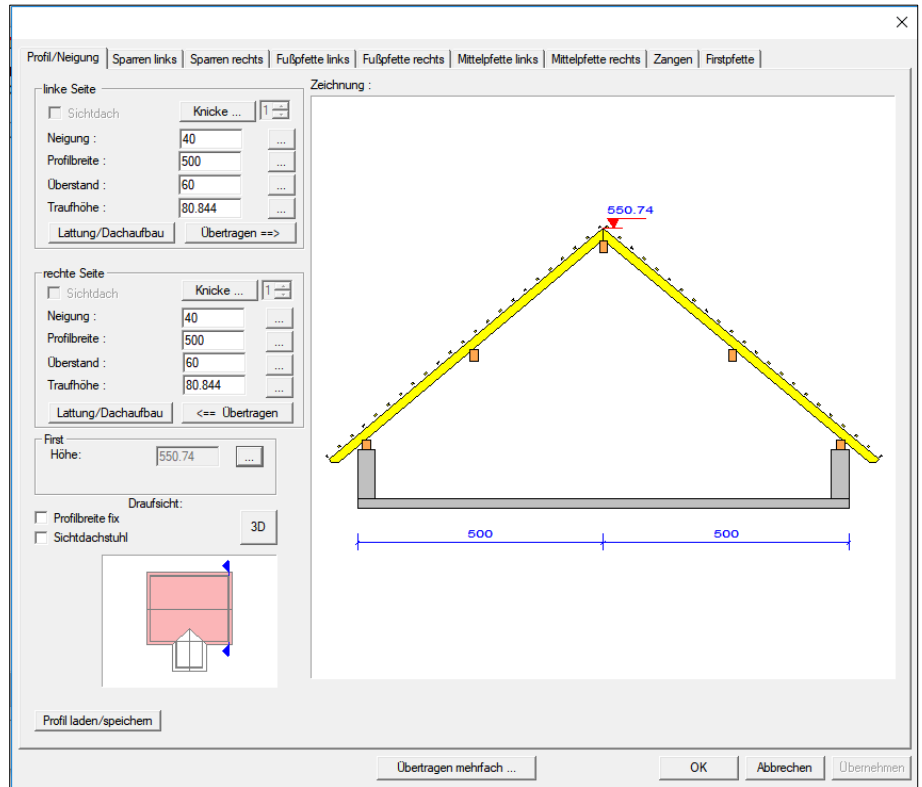 Profil/Neigung Sparren links Sparren rechts Fußpfette links Fußpfette rechts Mittelpfette links Mittelpfette rechts Zangen Firstpfette
linke Seite
Sichtdach Knicke ... 1
Neigung : 40 ...
Profilbreite : 500 ...
Überstand : 60 ...
Traufhöhe : 80.844 ...
Lattung/Dachaufbau Übertragen ==>
rechte Seite
Sichtdach Knicke ... 1
Neigung : 40 ...
Profilbreite : 500 ...
Überstand : 60 ...
Traufhöhe : 80.844 ...
Lattung/Dachaufbau <== Übertragen
First
Höhe: 550.74 ...
Draufsicht:
Profilbreite fix
Sichtdachstuhl
3D
Profil laden/speichern
Zeichnung :
550.74
500 500
Übertragen mehrfach ... OK Abbrechen Übernehmen